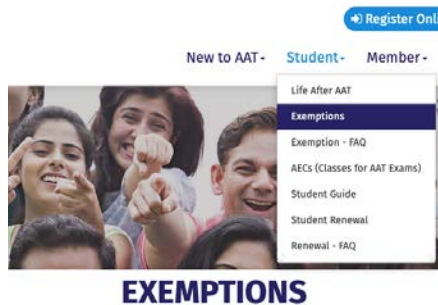 Register Onli
New to AAT- Student- Member-
Life After AAT
Exemptions
Exemption - FAQ
AECs (Classes for AAT Exams)
Student Guide
Student Renewal
Renewal - FAQ
EXEMPTIONS